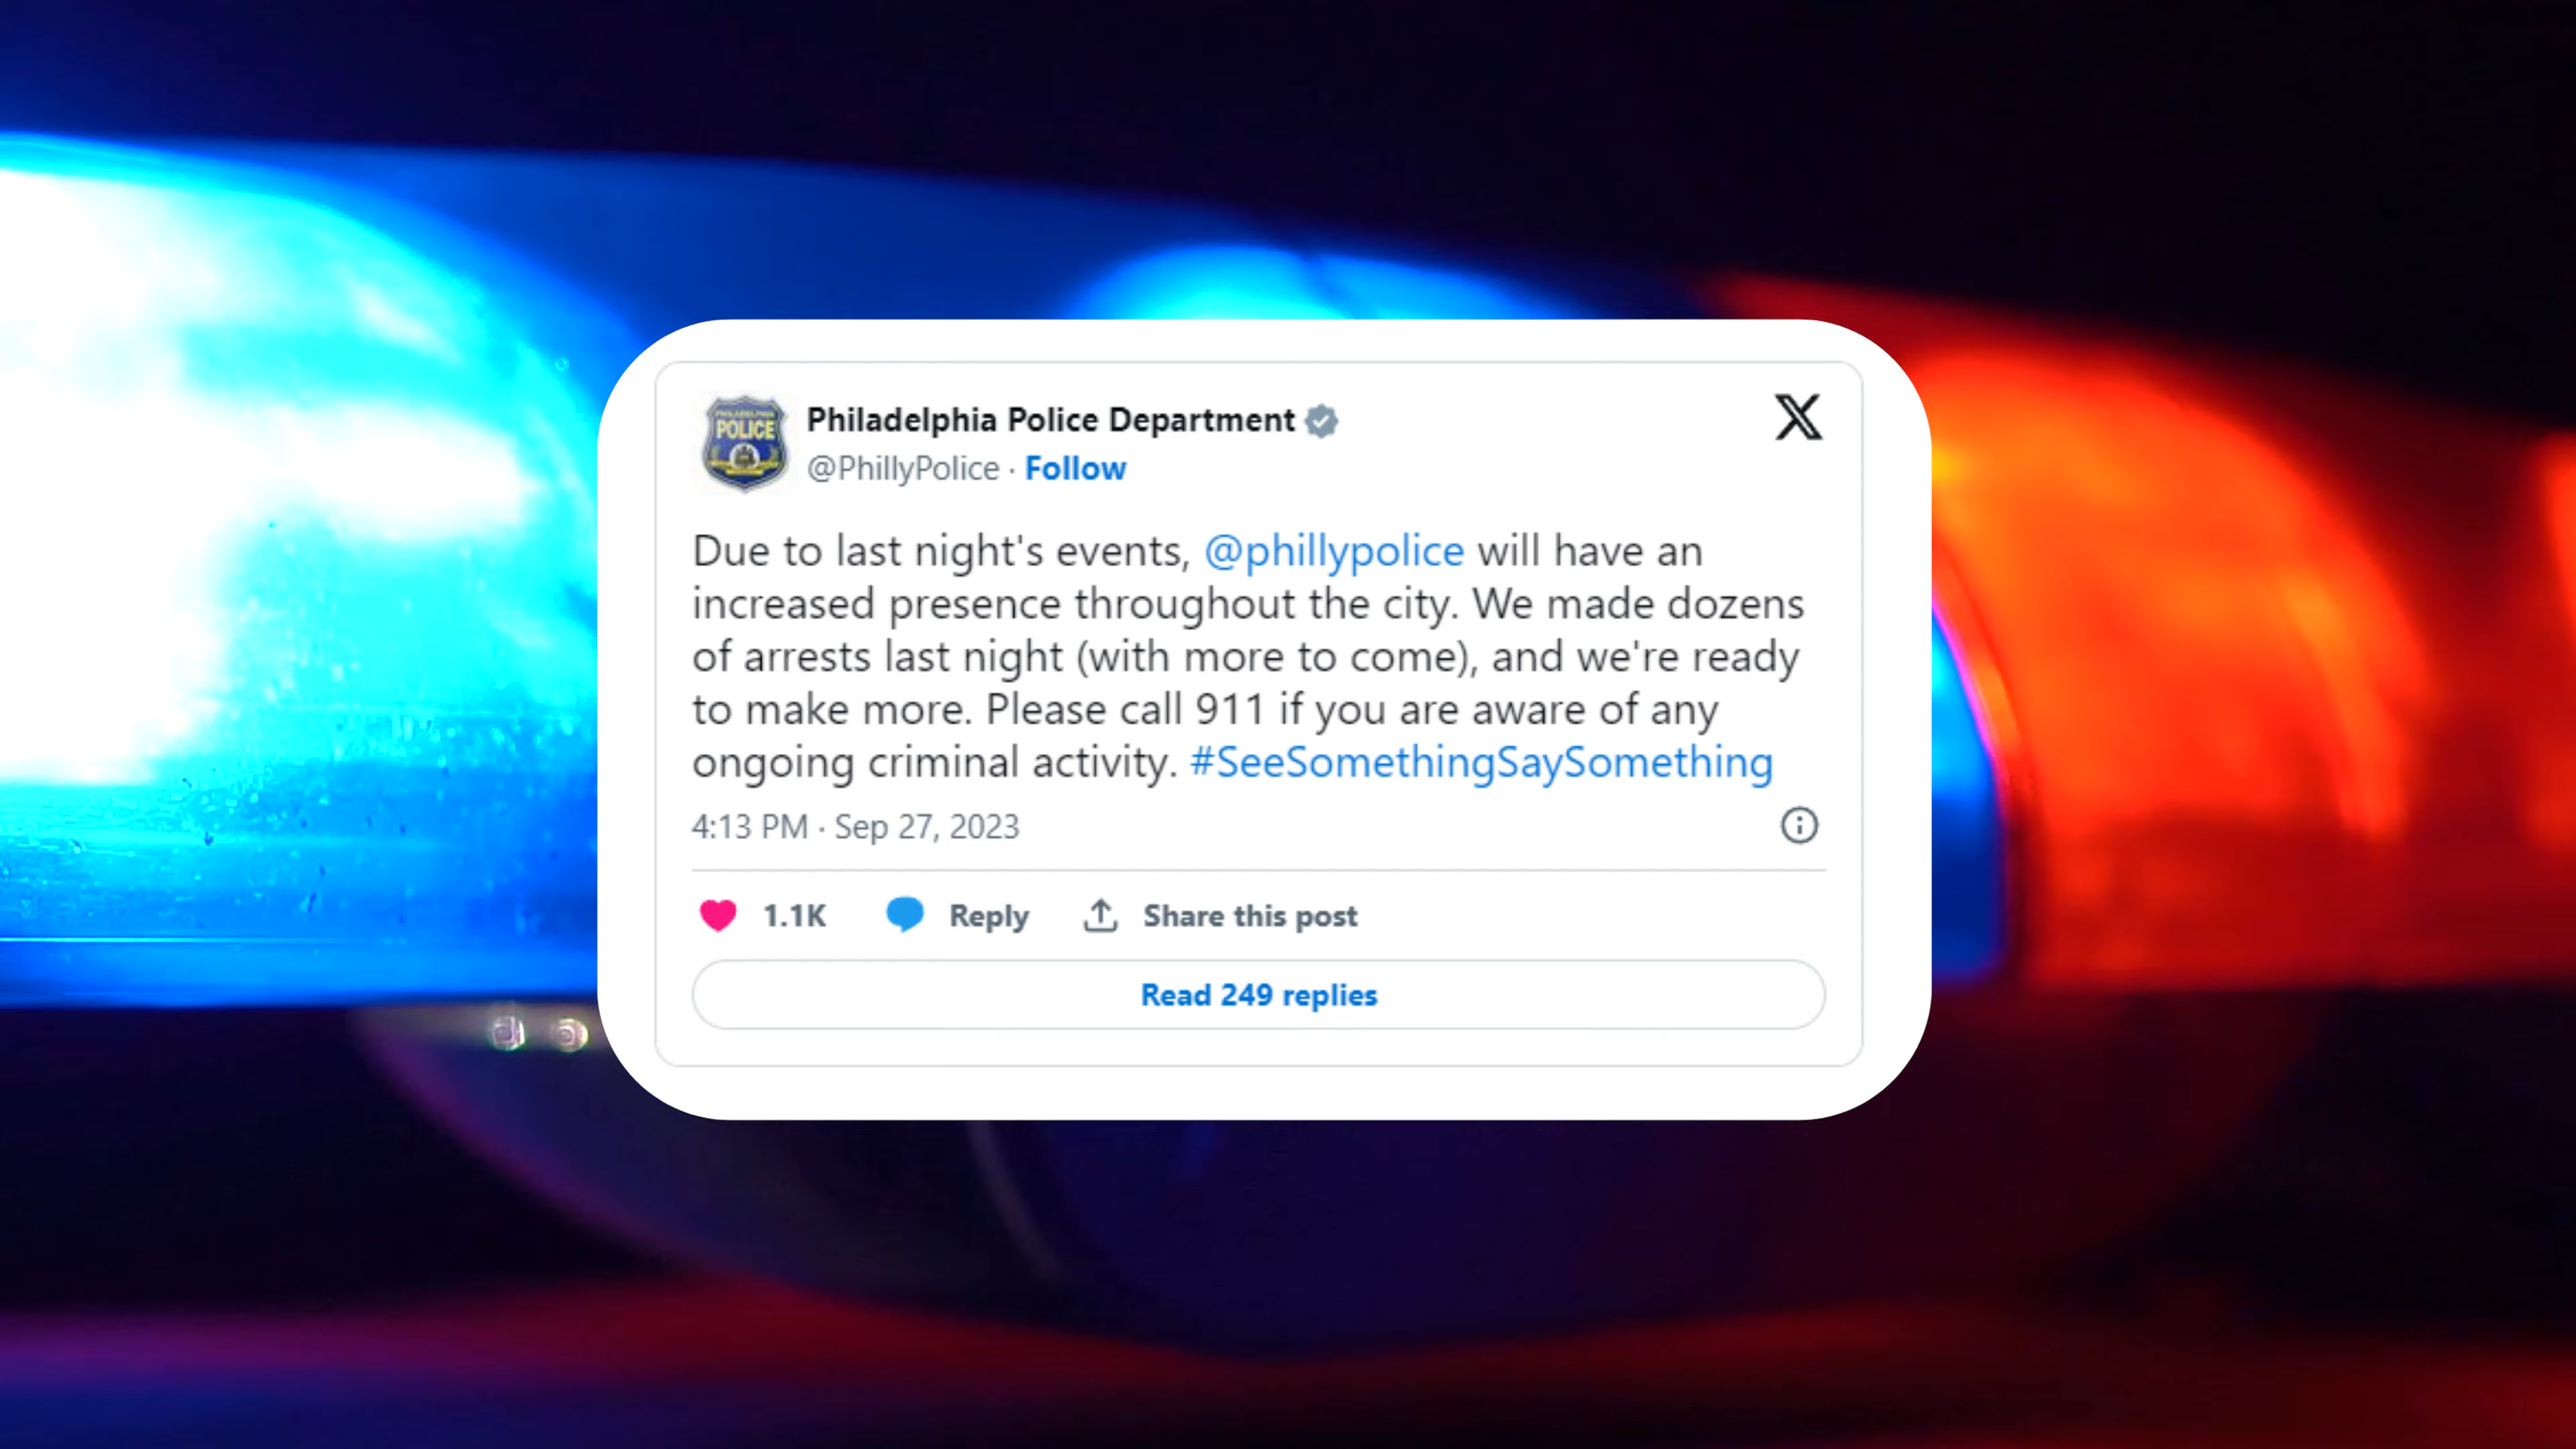 PHILADELPHIA
POLICE
Philadelphia Police Department
@PhillyPolice · Follow
Due to last night's events, @phillypolice will have an
increased presence throughout the city. We made dozens
of arrests last night (with more to come), and we're ready
to make more. Please call 911 if you are aware of any
ongoing criminal activity. #SeeSomethingSaySomething
4:13 PM · Sep 27, 2023
1.1K Reply Share this post
Read 249 replies